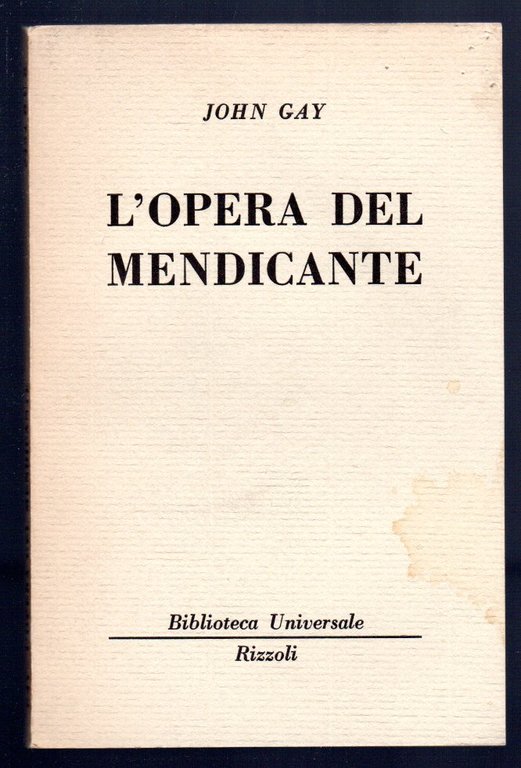 JOHN GAY
L'OPERA DEL
MENDICANTE
Biblioteca Universale
Rizzoli